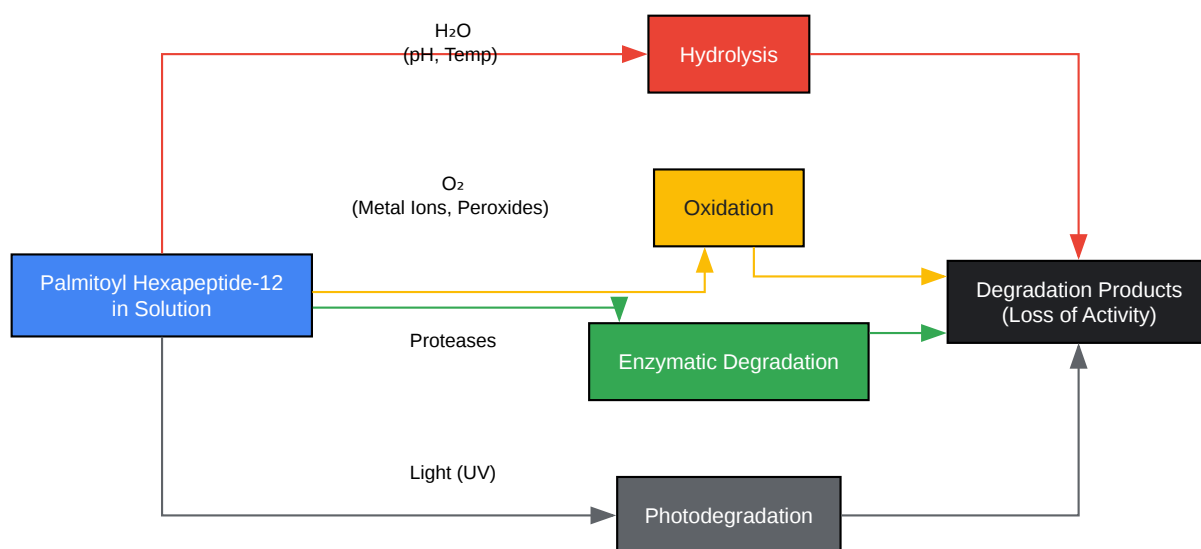 H₂O
(pH, Temp)
Hydrolysis
O₂
(Metal Ions, Peroxides)
Oxidation
Palmitoyl Hexapeptide-12
in Solution
Degradation Products
(Loss of Activity)
Proteases
Enzymatic Degradation
Light (UV)
Photodegradation